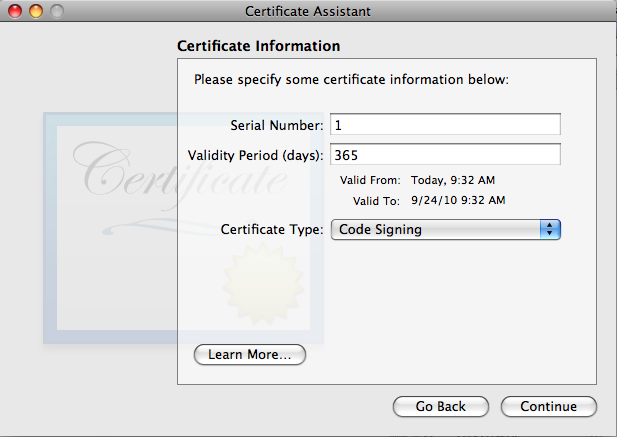 Certificate Assistant
Certificate Information
Please specify some certificate information below:
Certificate
Serial Number: 1
Validity Period (days): 365
Valid From: Today, 9:32 AM
Valid To: 9/24/10 9:32 AM
Certificate Type: Code Signing
Learn More...
Go Back Continue